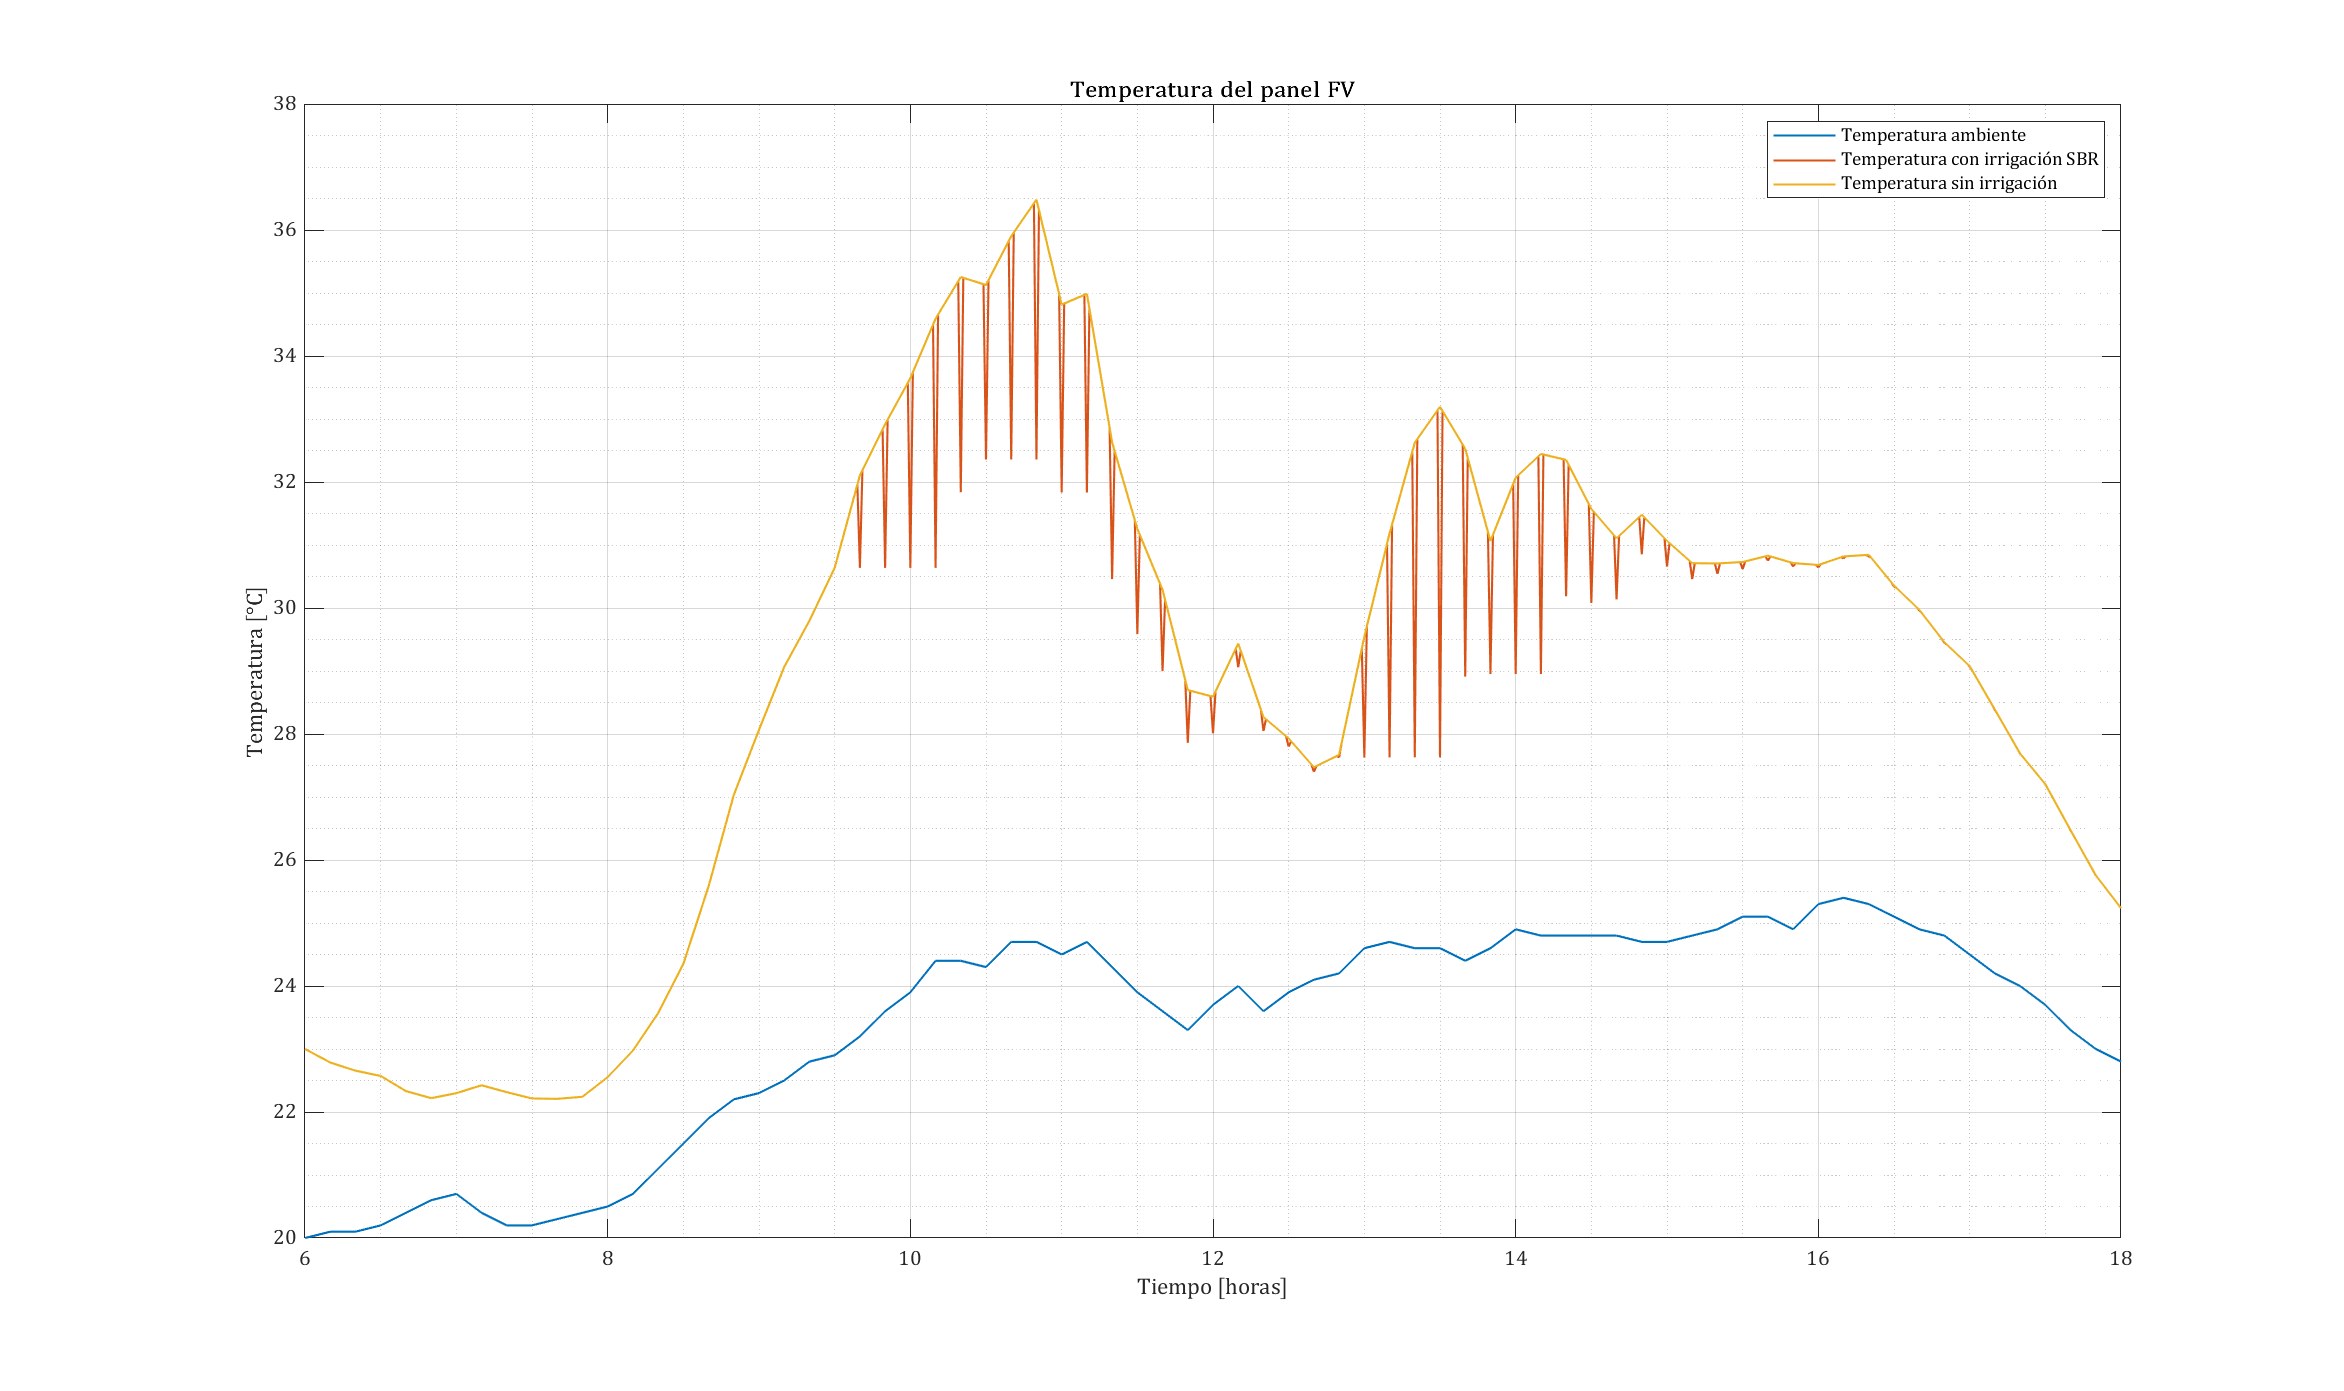 Temperatura del panel FV
Temperatura ambiente
Temperatura con irrigación SBR
Temperatura sin irrigación
Temperatura [°C]
38
36
34
32
30
28
26
24
22
20
6 8 10 12 14 16 18
Tiempo [horas]